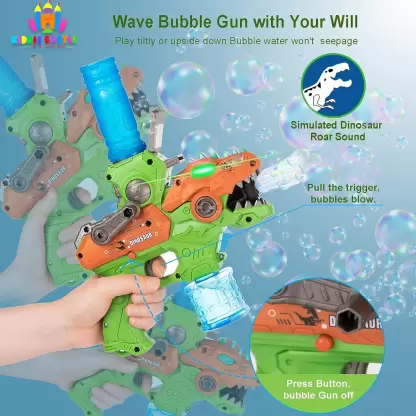 Wave Bubble Gun with Your Will
Play tiltly or upside down Bubble water won't seepage
Simulated Dinosaur
Roar Sound
Pull the trigger,
bubbles blow.
DINOSAUR
Press Button,
bubble Gun off